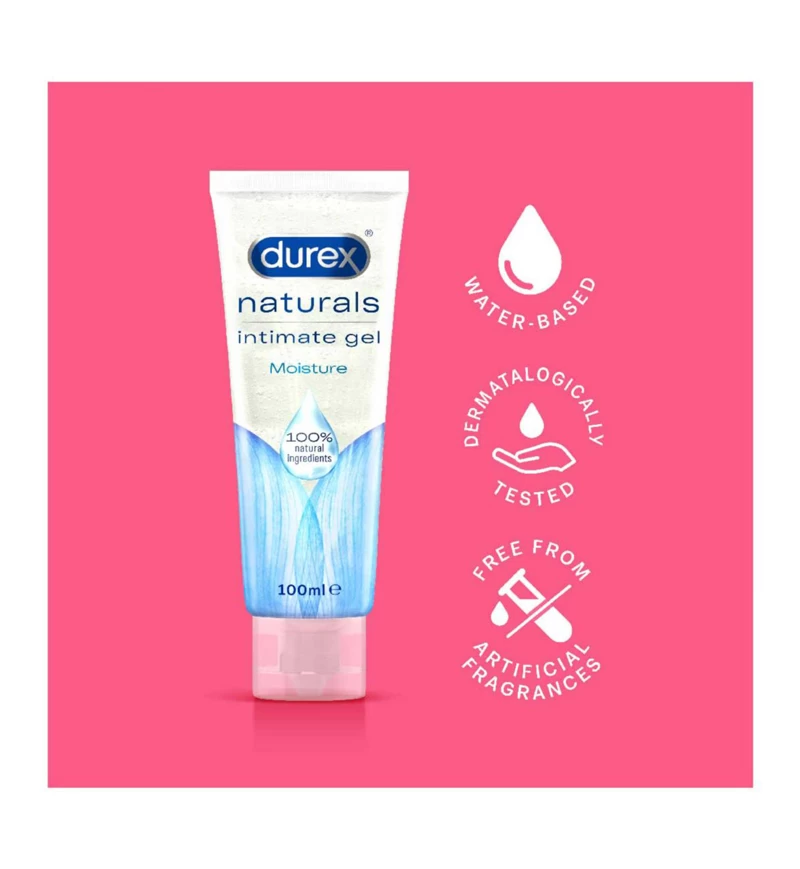 durex®
naturals
intimate gel
Moisture
100%
natural
ingredients
100ml ℮
WATER-BASED
DERMATALOGICALLY
TESTED
FREE FROM
ARTIFICIAL
FRAGRANCES